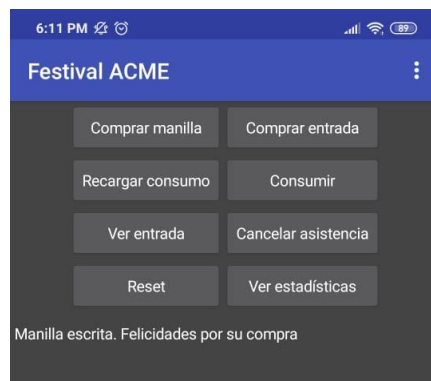 6:11 PM 89
Festival ACME
Comprar manilla Comprar entrada
Recargar consumo Consumir
Ver entrada Cancelar asistencia
Reset Ver estadísticas
Manilla escrita. Felicidades por su compra